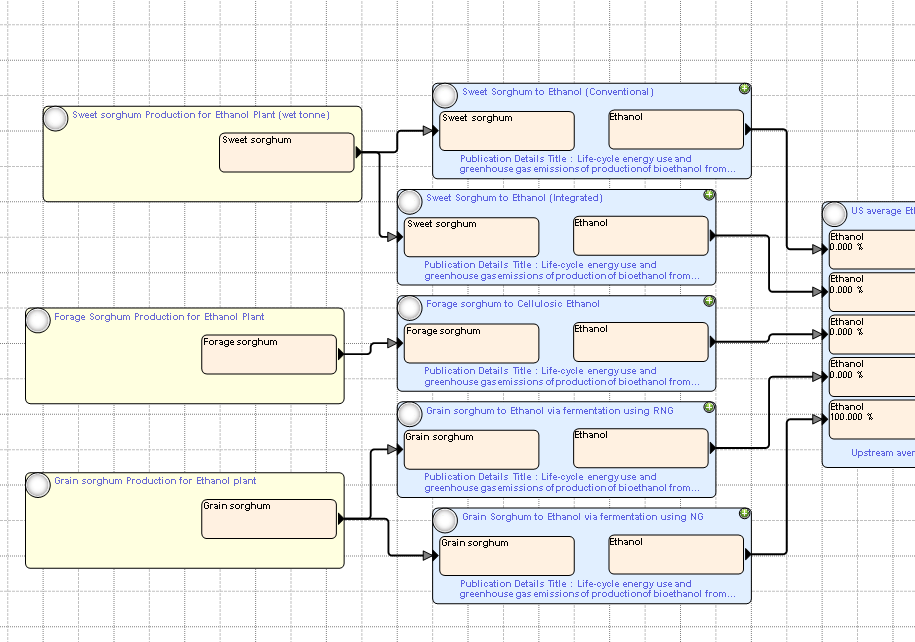 Sweet sorghum Production for Ethanol Plant (wet tonne)
Sweet sorghum
Sweet Sorghum to Ethanol (Conventional)
Sweet sorghum
Ethanol
Publication Details Title : Life-cycle energy use and
greenhouse gas emissions of production of bioethanol from...
Sweet Sorghum to Ethanol (Integrated)
Sweet sorghum
Ethanol
Publication Details Title : Life-cycle energy use and
greenhouse gas emissions of production of bioethanol from...
Forage Sorghum Production for Ethanol Plant
Forage sorghum
Forage sorghum to Cellulosic Ethanol
Forage sorghum
Ethanol
Publication Details Title : Life-cycle energy use and
greenhouse gas emissions of production of bioethanol from...
Grain sorghum Production for Ethanol plant
Grain sorghum
Grain sorghum to Ethanol via fermentation using RNG
Grain sorghum
Ethanol
Publication Details Title : Life-cycle energy use and
greenhouse gas emissions of production of bioethanol from...
Grain Sorghum to Ethanol via fermentation using NG
Grain sorghum
Ethanol
Publication Details Title : Life-cycle energy use and
greenhouse gas emissions of production of bioethanol from...
US average Et
Ethanol
0.000 %
Ethanol
0.000 %
Ethanol
0.000 %
Ethanol
0.000 %
Ethanol
100.000 %
Upstream aver